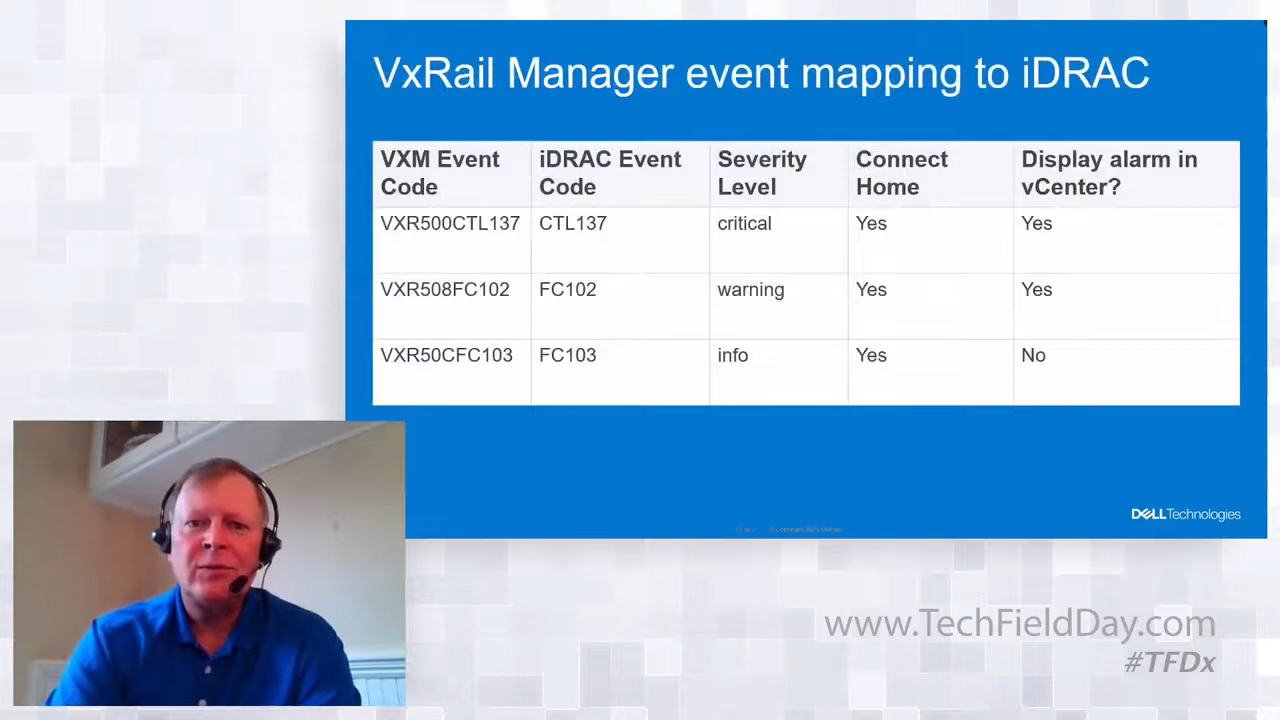 VxRail Manager event mapping to iDRAC
VXM Event Code iDRAC Event Code Severity Level Connect Home Display alarm in vCenter?
VXR500CTL137 CTL137 critical Yes Yes
VXR508FC102 FC102 warning Yes Yes
VXR50CFC103 FC103 info Yes No
DELLTechnologies
www.TechFieldDay.com
#TFDx